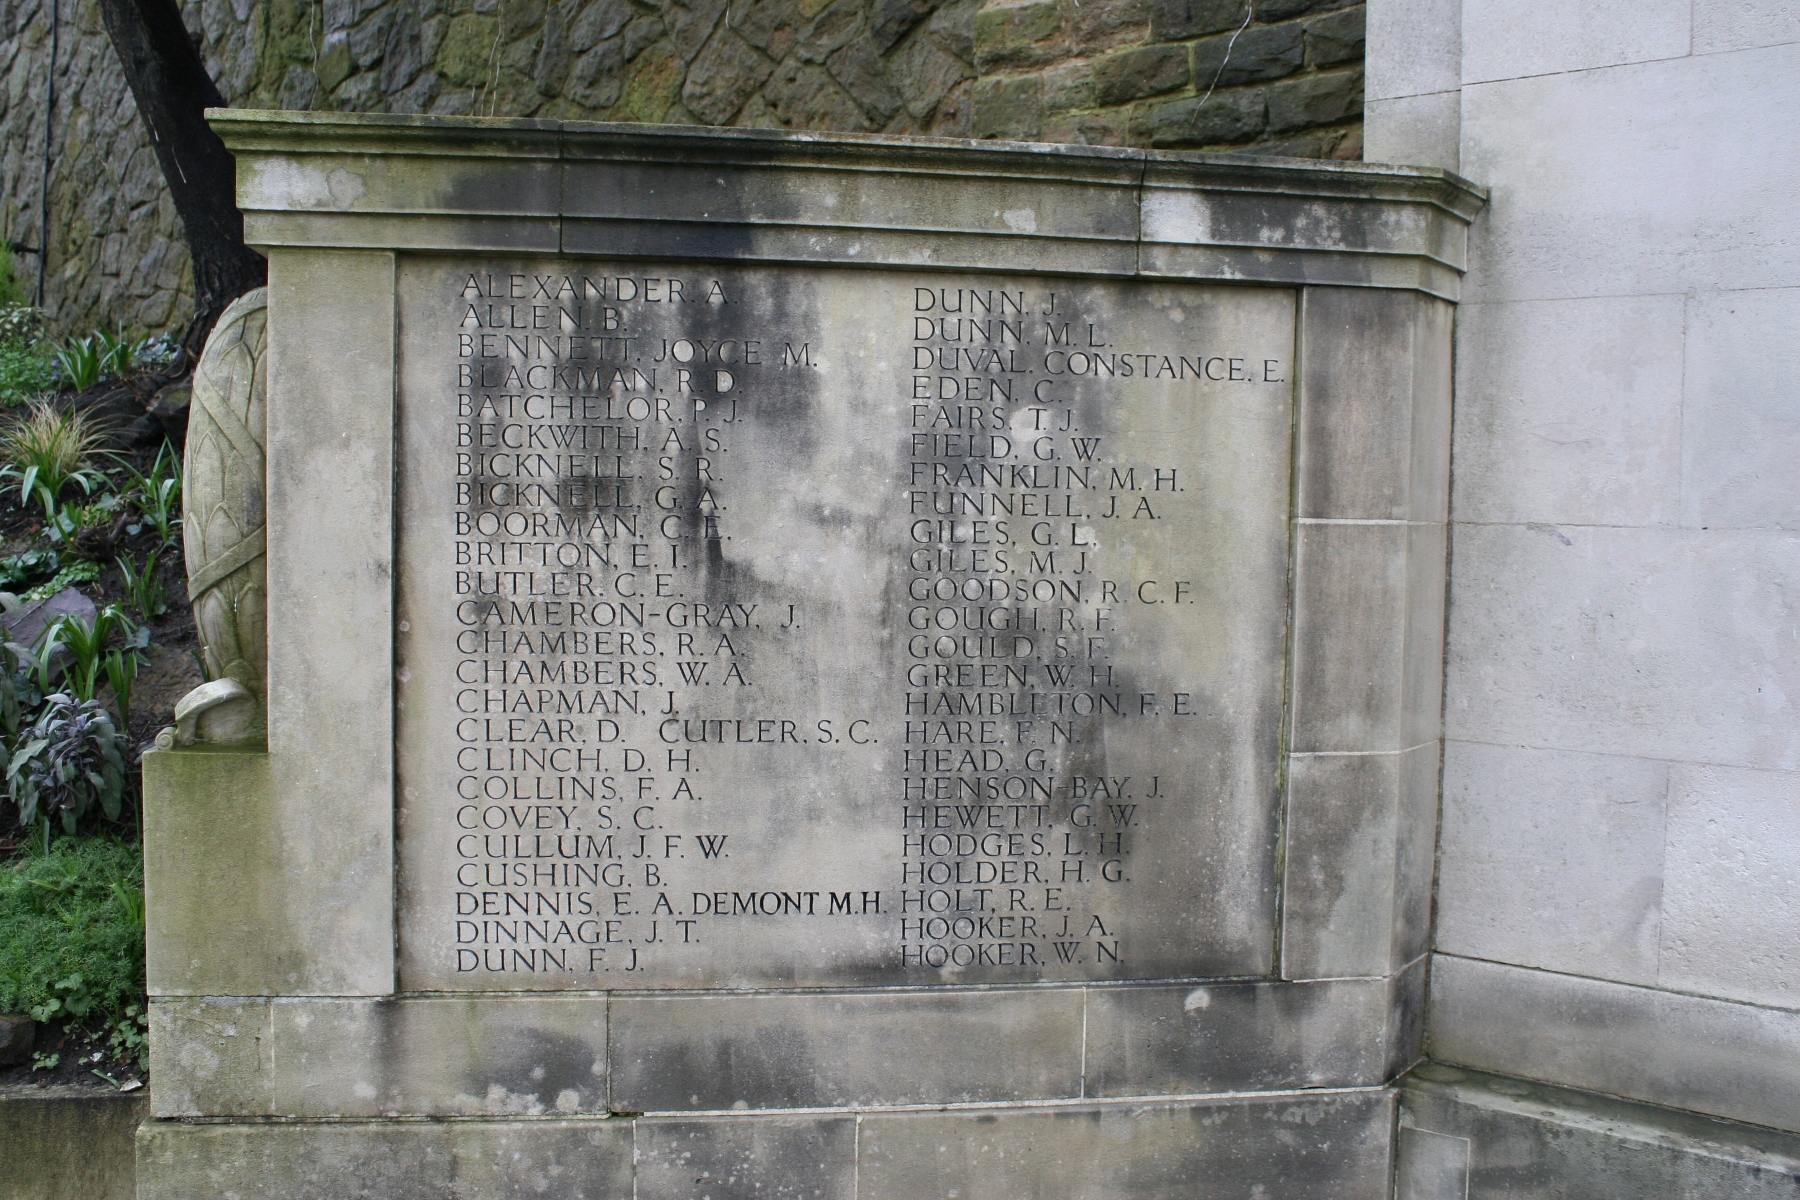 ALEXANDER. A.
ALLEN. B.
BENNETT, JOYCE M.
BLACKMAN, R. D.
BATCHELOR, P. J.
BECKWITH, A. S.
BICKNELL, S. R.
BICKNELL, G. A.
BOORMAN, C. E.
BRITTON, E. I.
BUTLER. C. E.
CAMERON-GRAY, J.
CHAMBERS, R. A.
CHAMBERS, W. A.
CHAPMAN, J.
CLEAR, D. CUTLER, S. C.
CLINCH, D. H.
COLLINS, F. A.
COVEY, S. C.
CULLUM, J. F. W.
CUSHING, B.
DENNIS, E. A. DEMONT M.H.
DINNAGE, J. T.
DUNN, F. J.
DUNN, J.
DUNN, M. L.
DUVAL, CONSTANCE. E.
EDEN, C.
FAIRS, T. J.
FIELD, G. W.
FRANKLIN, M. H.
FUNNELL, J. A.
GILES, G. L.
GILES, M. J.
GOODSON, R. C. F.
GOUGH, R. F.
GOULD, S. F.
GREEN, W. H.
HAMBLETON, F. E.
HARE, F. N.
HEAD, G.
HENSON-BAY, J.
HEWETT, G. W.
HODGES, L. H.
HOLDER, H. G.
HOLT, R. E.
HOOKER, J. A.
HOOKER, W. N.